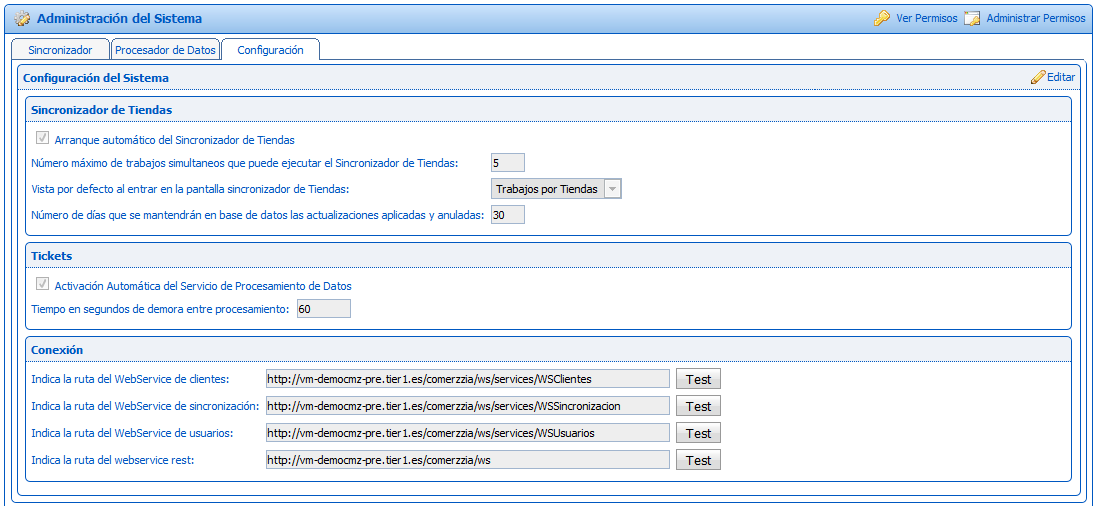 Administración del Sistema
Ver Permisos
Administrar Permisos
Sincronizador
Procesador de Datos
Configuración
Configuración del Sistema
Editar
Sincronizador de Tiendas
Arranque automático del Sincronizador de Tiendas
Número máximo de trabajos simultaneos que puede ejecutar el Sincronizador de Tiendas: 5
Vista por defecto al entrar en la pantalla sincronizador de Tiendas: Trabajos por Tiendas
Número de días que se mantendrán en base de datos las actualizaciones aplicadas y anuladas: 30
Tickets
Activación Automática del Servicio de Procesamiento de Datos
Tiempo en segundos de demora entre procesamiento: 60
Conexión
Indica la ruta del WebService de clientes: http://vm-democmz-pre.tier1.es/comerzzia/ws/services/WSClientes Test
Indica la ruta del WebService de sincronización: http://vm-democmz-pre.tier1.es/comerzzia/ws/services/WSSincronizacion Test
Indica la ruta del WebService de usuarios: http://vm-democmz-pre.tier1.es/comerzzia/ws/services/WSUsuarios Test
Indica la ruta del webservice rest: http://vm-democmz-pre.tier1.es/comerzzia/ws Test